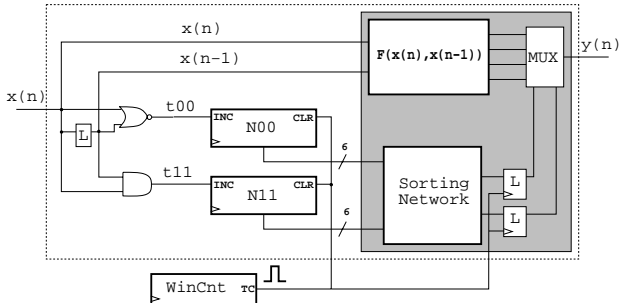 x(n)
x(n-1)
F(x(n),x(n-1))
MUX
y(n)
x(n)
L
t00
INC
CLR
N00
6
t11
INC
CLR
N11
6
Sorting
Network
L
L
WinCnt
TC